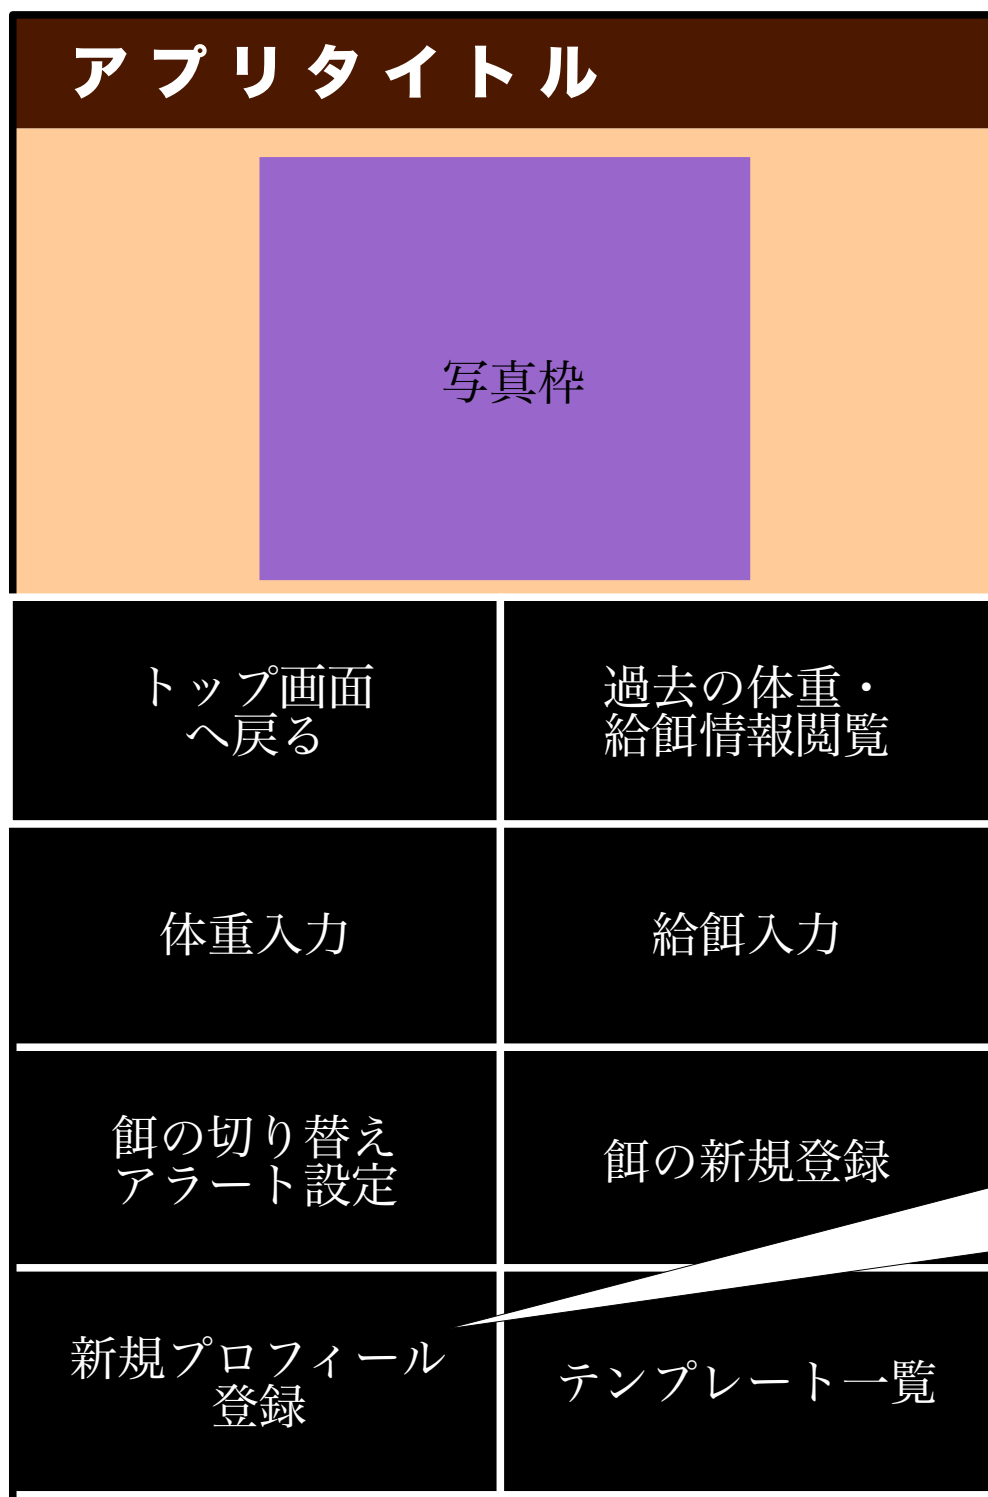 アプリタイトル
写真枠
トップ画面
へ戻る
過去の体重・
給餌情報閲覧
体重入力
給餌入力
餌の切り替え
アラート設定
餌の新規登録
新規プロフィール
登録
テンプレート一覧